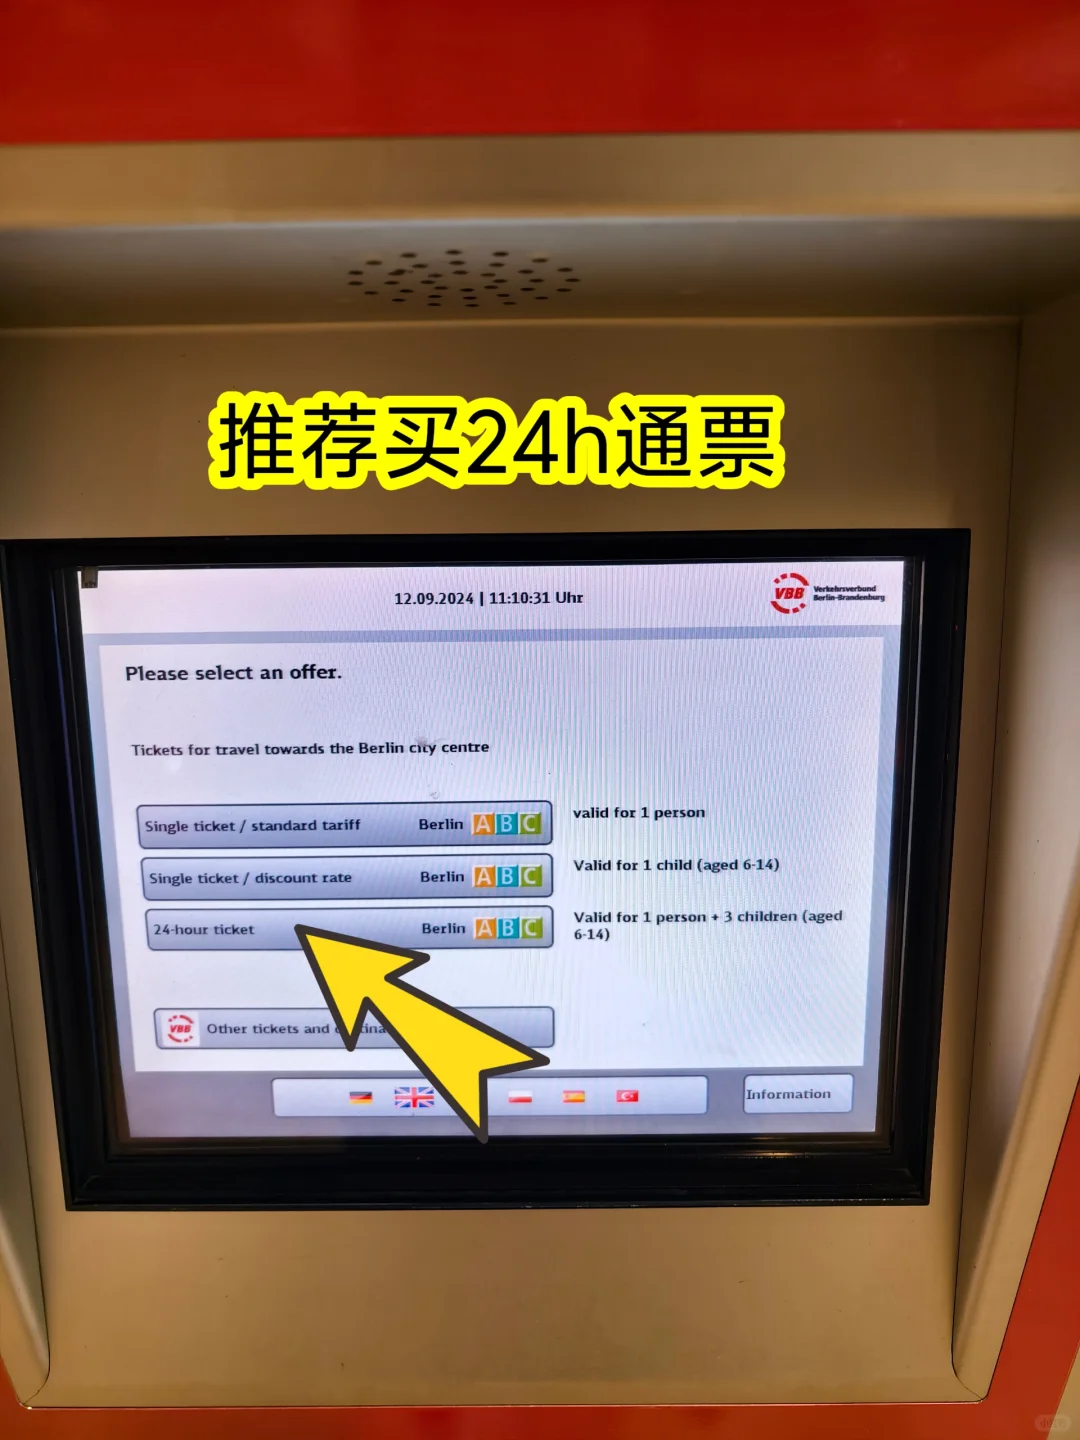 推荐买24h通票
12.09.2024 | 11:10:31 Uhr
VBB Verkehrsverbund
Berlin-Brandenburg
Please select an offer.
Tickets for travel towards the Berlin city centre
Single ticket / standard tariff Berlin A B C valid for 1 person
Single ticket / discount rate Berlin A B C Valid for 1 child (aged 6-14)
24-hour ticket Berlin A B C Valid for 1 person + 3 children (aged
6-14)
VBB Other tickets and
Information